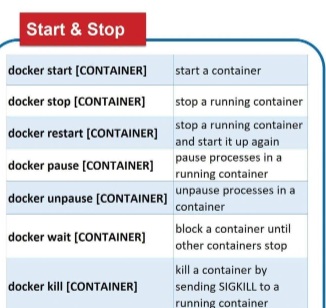 Start & Stop
docker start [CONTAINER] start a container
docker stop [CONTAINER] stop a running container
docker restart [CONTAINER] stop a running container
and start it up again
docker pause [CONTAINER] pause processes in a
running container
docker unpause [CONTAINER] unpause processes in a
container
docker wait [CONTAINER] block a container until
other containers stop
docker kill [CONTAINER] kill a container by
sending SIGKILL to a
running container